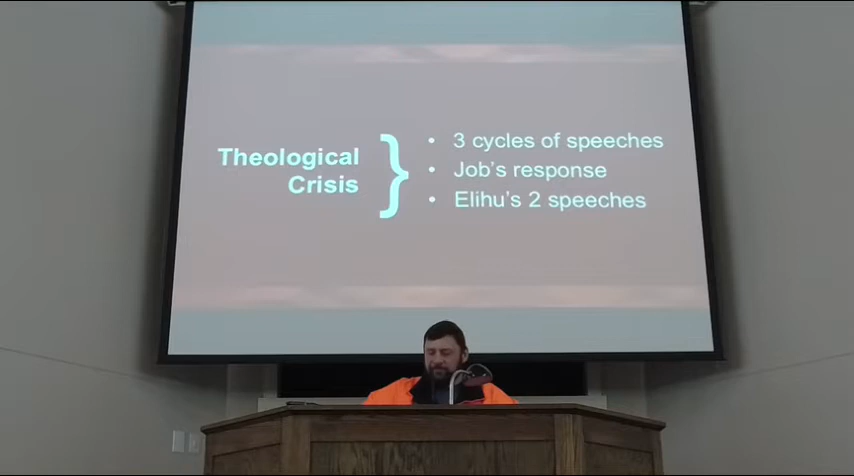 Theological
Crisis
}
• 3 cycles of speeches
• Job's response
• Elihu's 2 speeches